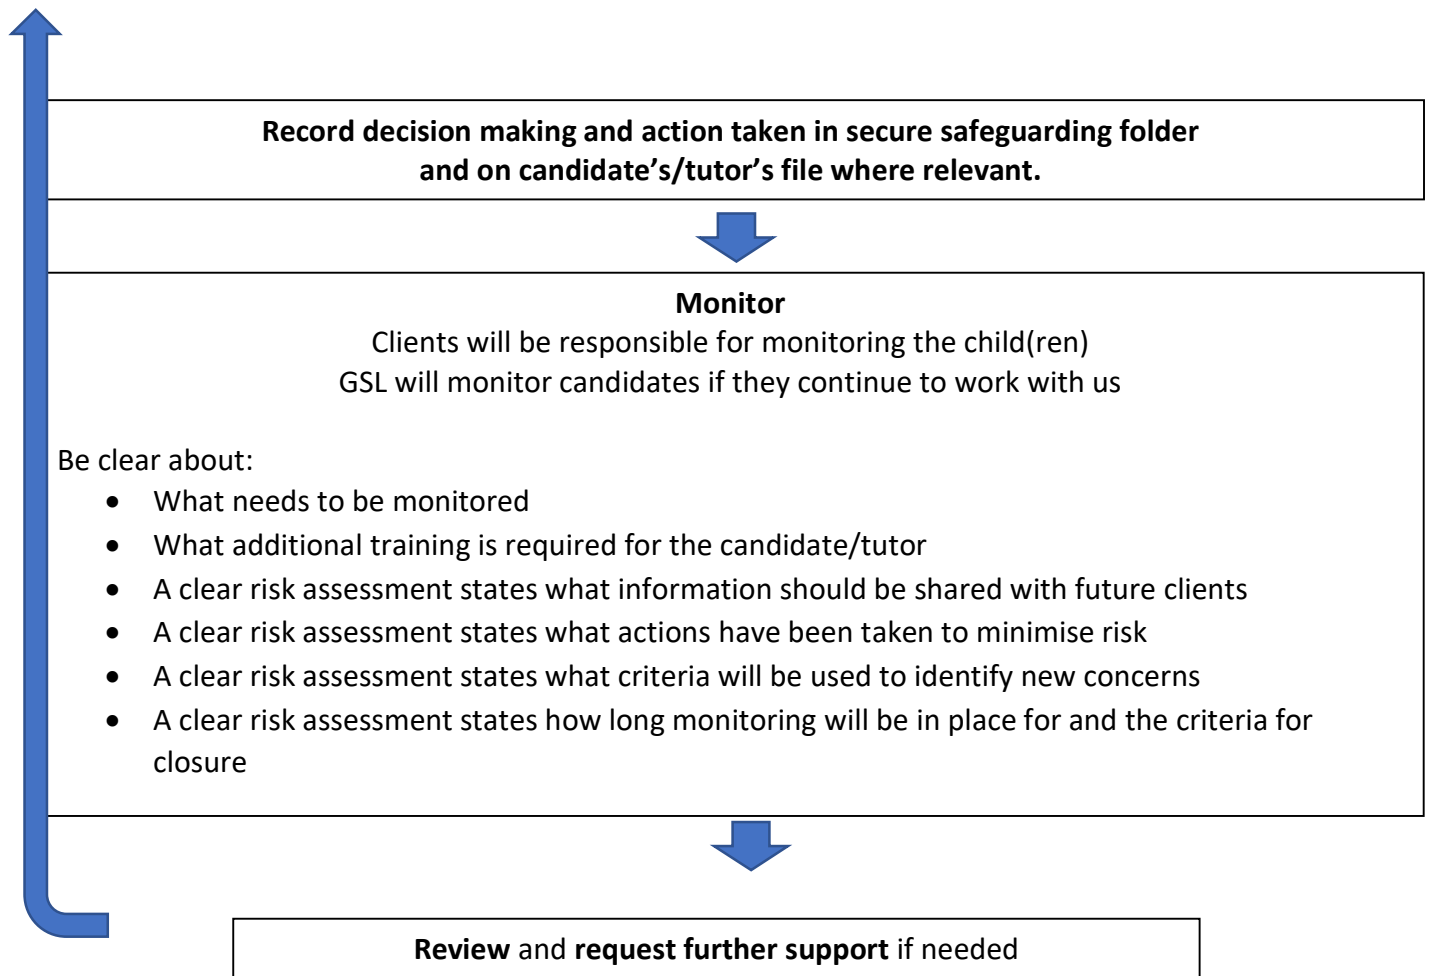 Record decision making and action taken in secure safeguarding folder
and on candidate’s/tutor’s file where relevant.
Monitor
Clients will be responsible for monitoring the child(ren)
GSL will monitor candidates if they continue to work with us
Be clear about:
• What needs to be monitored
• What additional training is required for the candidate/tutor
• A clear risk assessment states what information should be shared with future clients
• A clear risk assessment states what actions have been taken to minimise risk
• A clear risk assessment states what criteria will be used to identify new concerns
• A clear risk assessment states how long monitoring will be in place for and the criteria for
closure
Review and request further support if needed